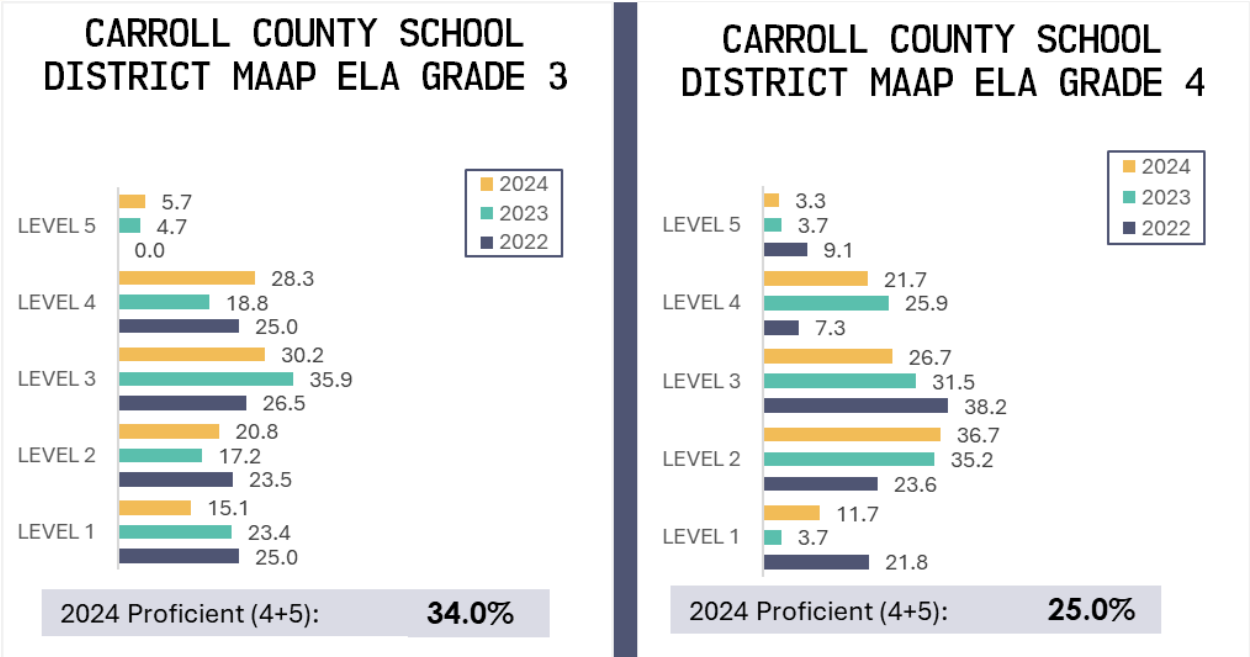 CARROLL COUNTY SCHOOL
DISTRICT MAAP ELA GRADE 3
2024
2023
2022
LEVEL 5
5.7
4.7
0.0
LEVEL 4
28.3
18.8
25.0
LEVEL 3
30.2
35.9
26.5
LEVEL 2
20.8
17.2
23.5
LEVEL 1
15.1
23.4
25.0
2024 Proficient (4+5): 34.0%
CARROLL COUNTY SCHOOL
DISTRICT MAAP ELA GRADE 4
2024
2023
2022
LEVEL 5
3.3
3.7
9.1
LEVEL 4
21.7
25.9
7.3
LEVEL 3
26.7
31.5
38.2
LEVEL 2
36.7
35.2
23.6
LEVEL 1
11.7
3.7
21.8
2024 Proficient (4+5): 25.0%